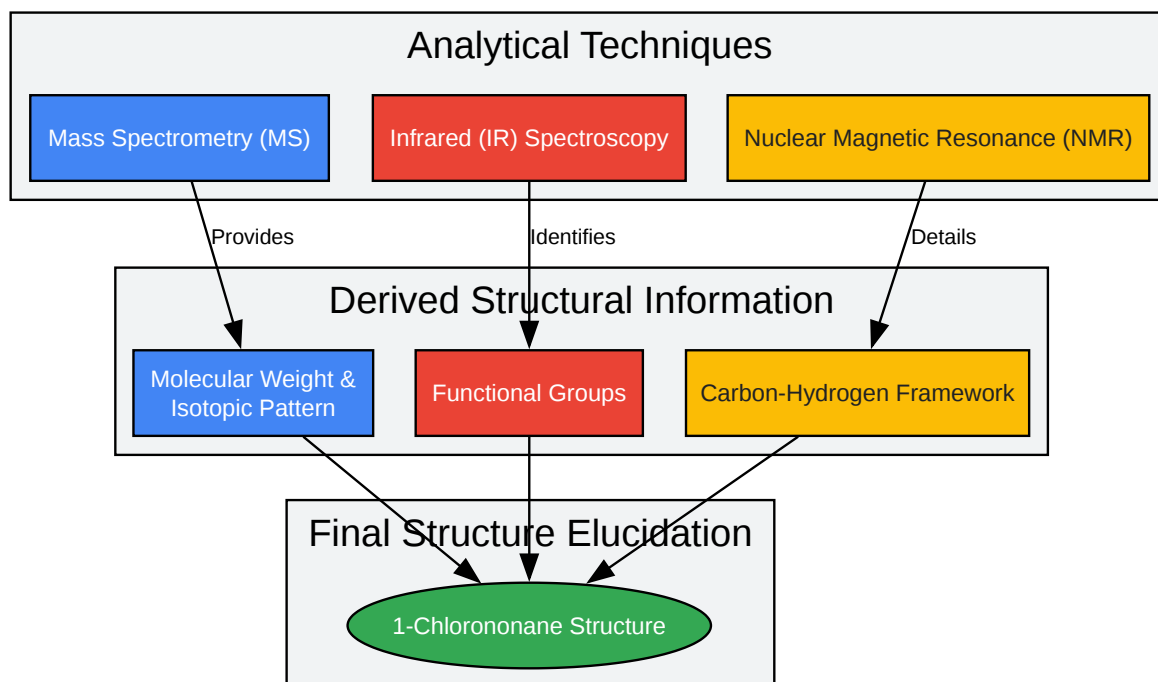 Analytical Techniques
Mass Spectrometry (MS)
Infrared (IR) Spectroscopy
Nuclear Magnetic Resonance (NMR)
Provides
Identifies
Details
Derived Structural Information
Molecular Weight &
Isotopic Pattern
Functional Groups
Carbon-Hydrogen Framework
Final Structure Elucidation
1-Chlorononane Structure